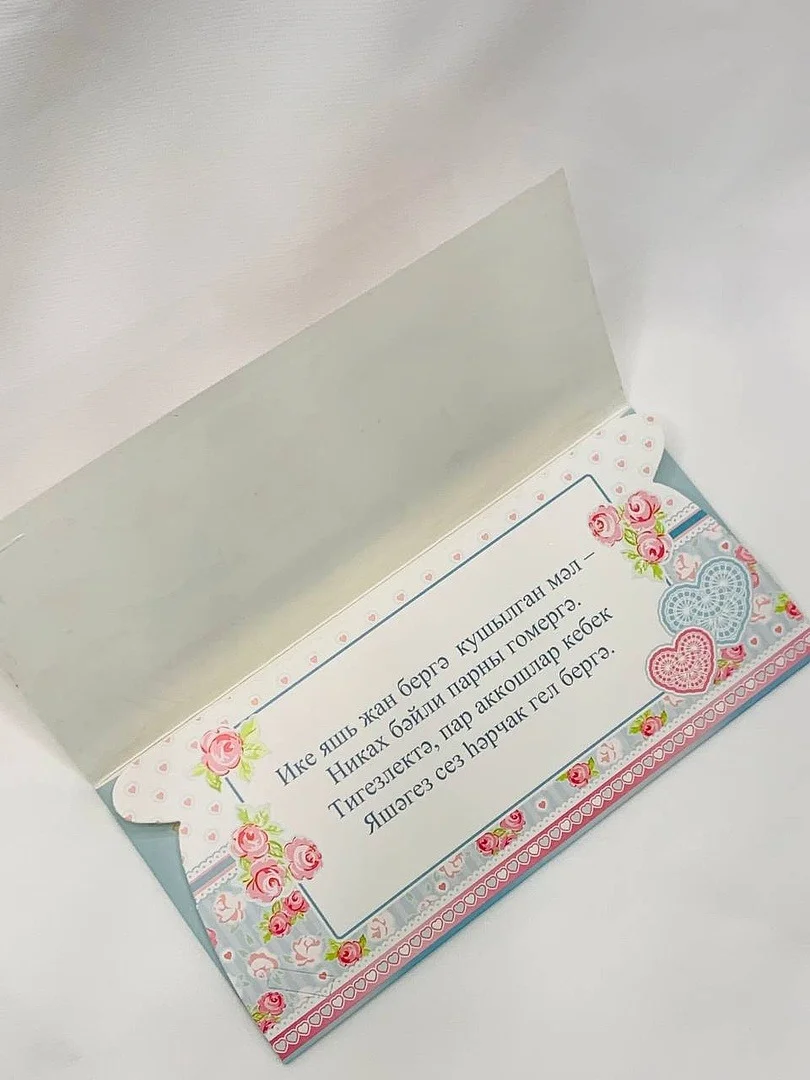 Ике яшь жан бергә кушылган мәл –
Никах бәйли парны гомергә.
Тигезлектә, пар аккошлар кебек
Яшәгез сез һәрчак гел бергә.